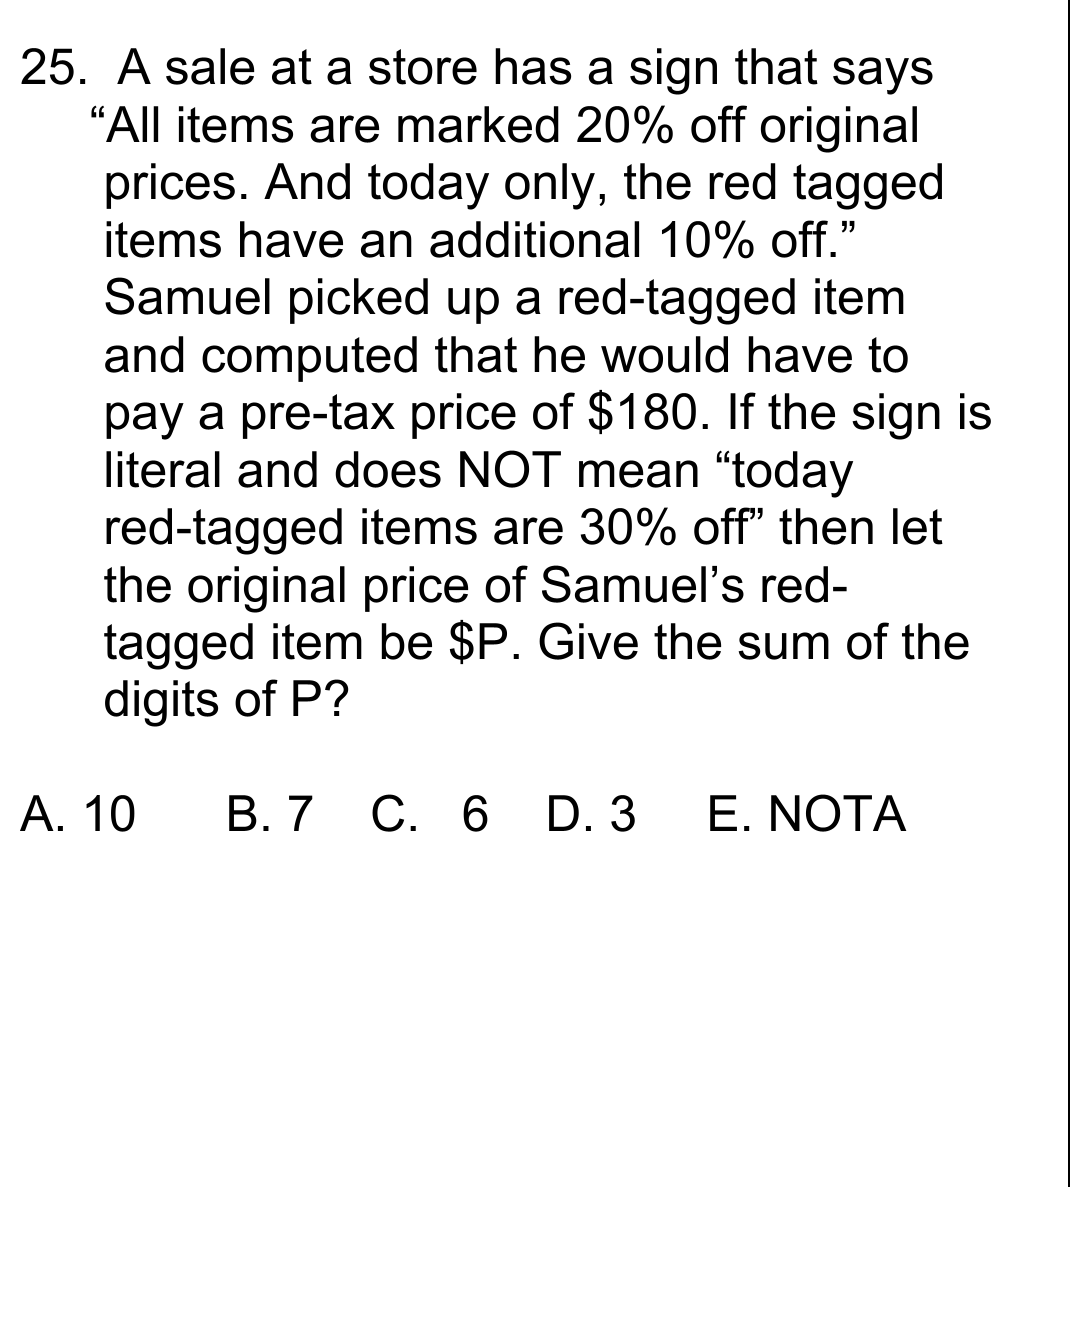 25. A sale at a store has a sign that says
“All items are marked 20% off original
prices. And today only, the red tagged
items have an additional 10% off.”
Samuel picked up a red-tagged item
and computed that he would have to
pay a pre-tax price of $180. If the sign is
literal and does NOT mean “today
red-tagged items are 30% off” then let
the original price of Samuel’s red-
tagged item be $P. Give the sum of the
digits of P?
A. 10 B. 7 C. 6 D. 3 E. NOTA